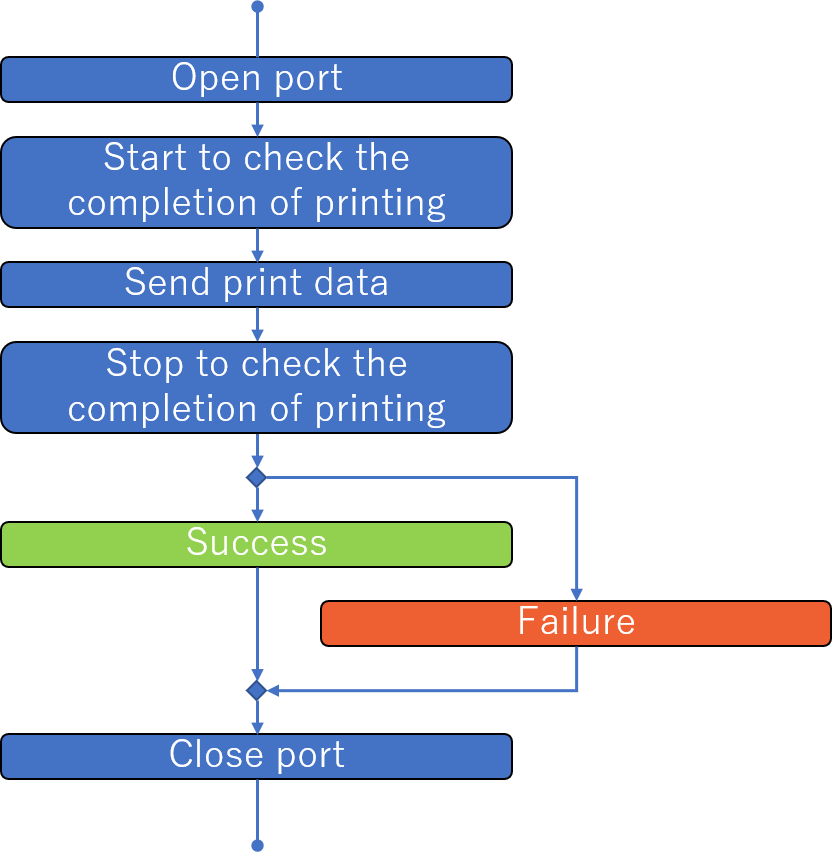 Open port
Start to check the
completion of printing
Send print data
Stop to check the
completion of printing
Success
Failure
Close port